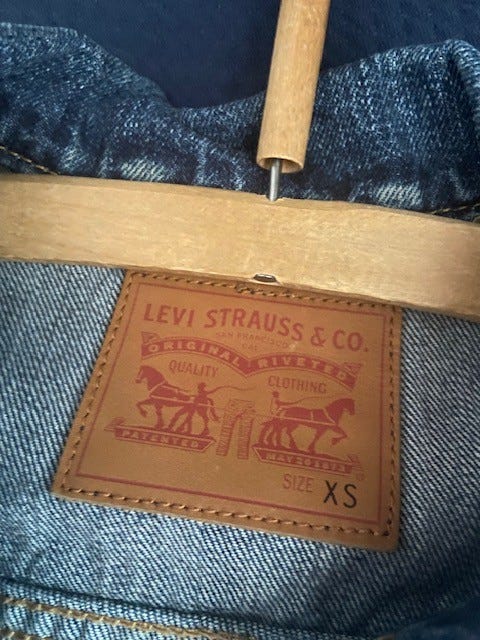 LEVI STRAUSS & CO.
SAN FRANCISCO
CAL
ORIGINAL RIVETED
QUALITY CLOTHING
PATENTED MAY 20 1873
SIZE XS